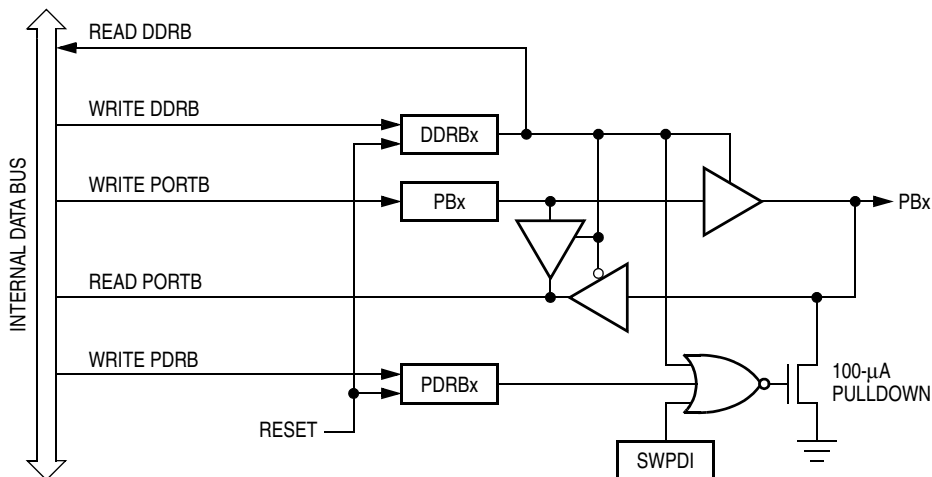 READ DDRB
WRITE DDRB
DDRBx
WRITE PORTB
PBx
PBx
INTERNAL DATA BUS
READ PORTB
WRITE PDRB
PDRBx
100-μA
PULLDOWN
RESET
SWPDI